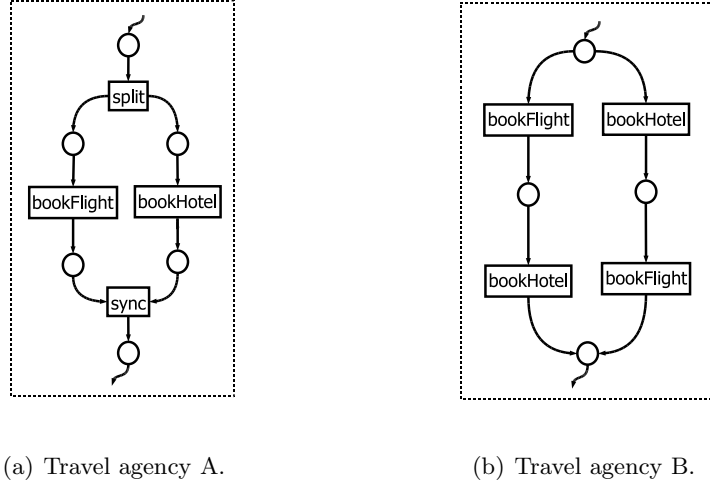 split
bookFlight
bookHotel
sync
bookFlight
bookHotel
bookHotel
bookFlight
(a) Travel agency A.
(b) Travel agency B.